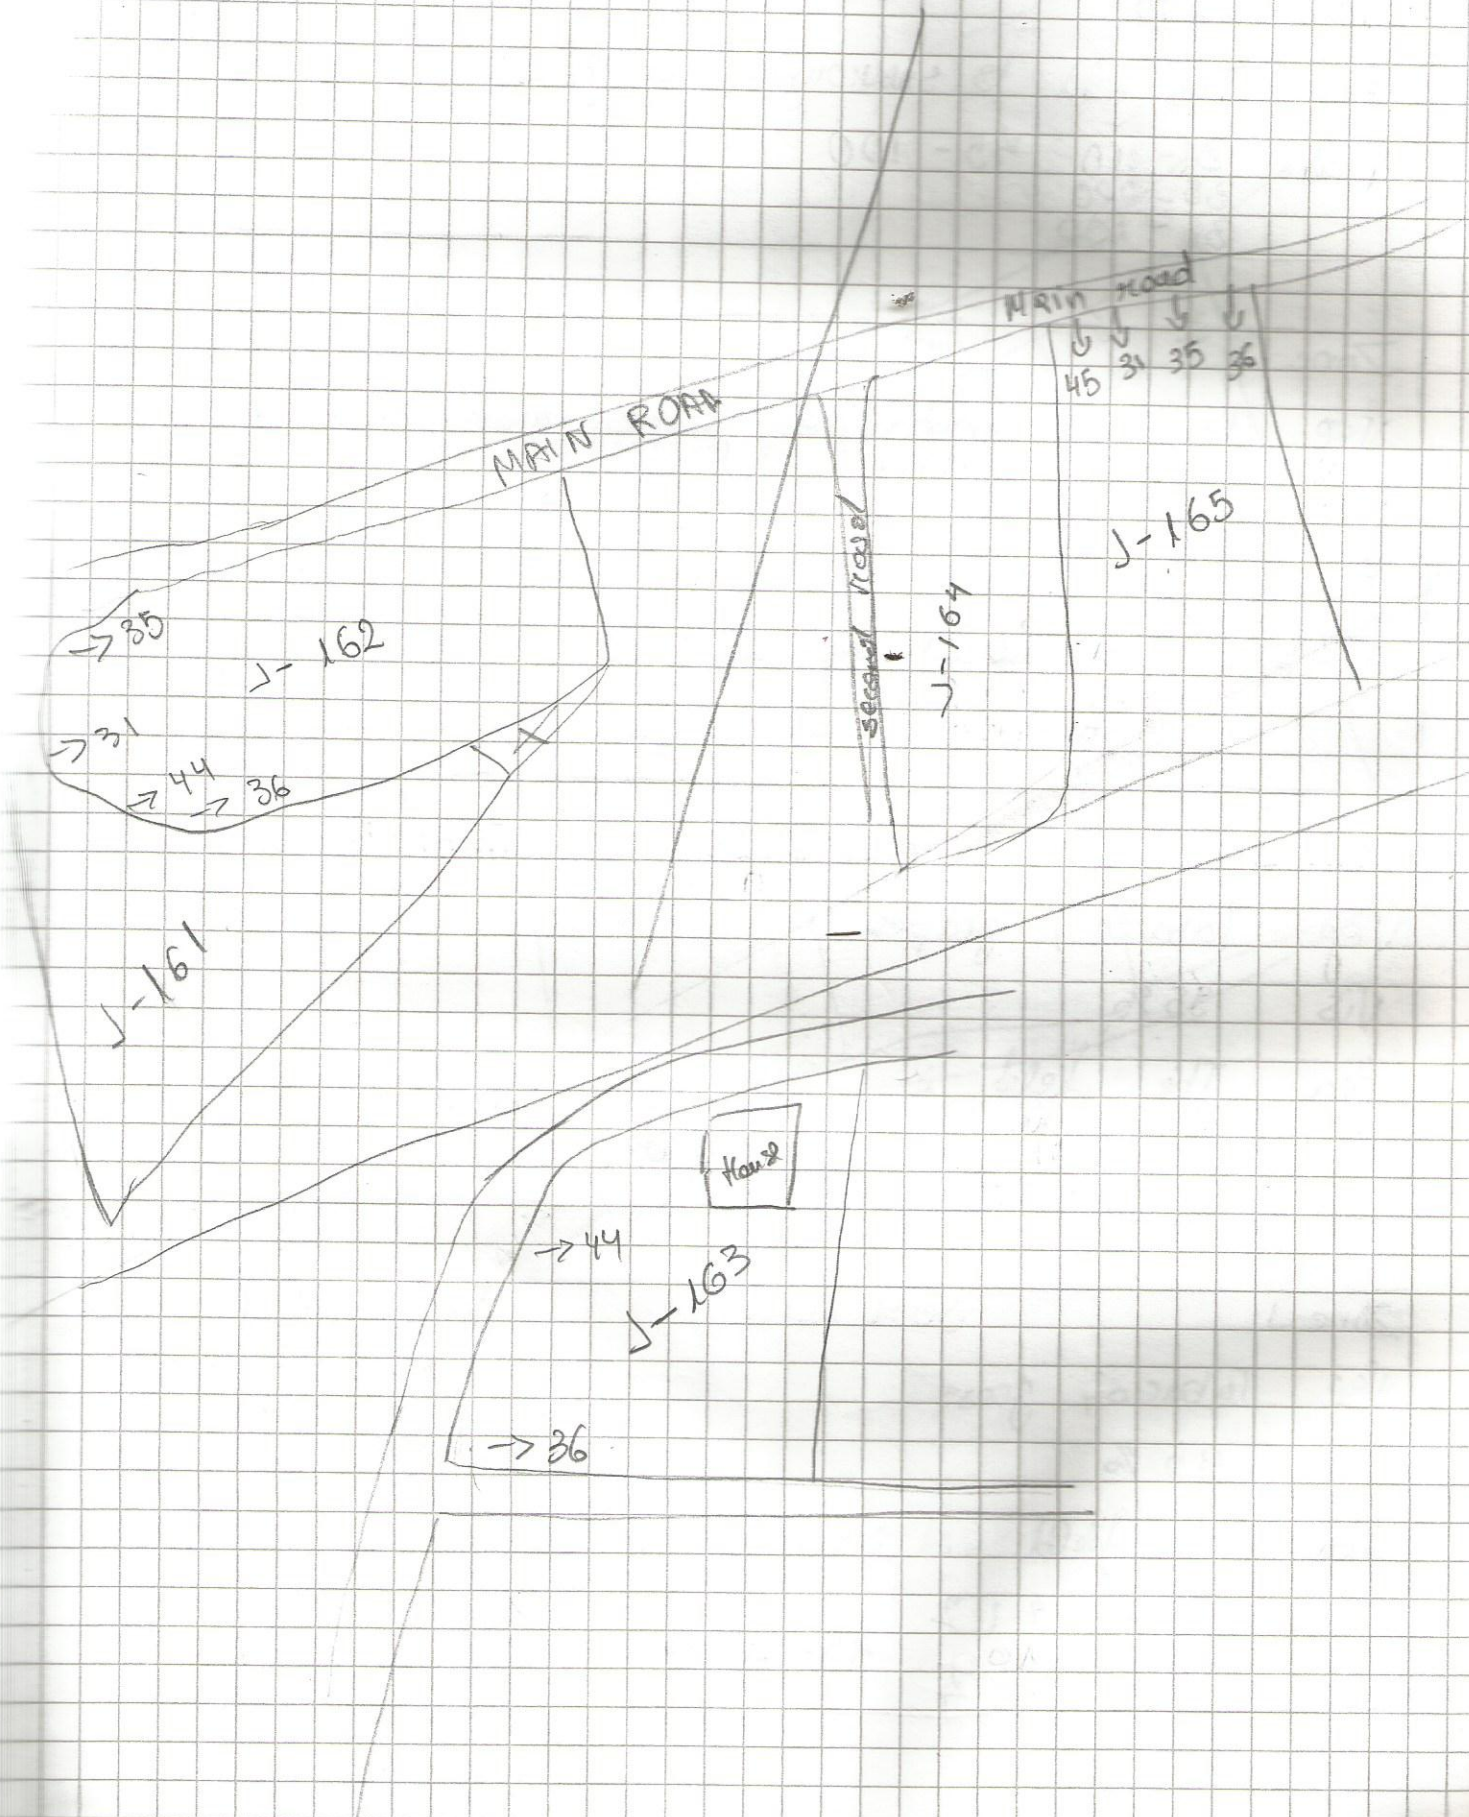 Main road
45 31 35 36
MAIN ROAD
J-165
second road
J-164
→ 35
J-162
→ 31
→ 44 → 36
J-161
House
→ 44
J-163
→ 36